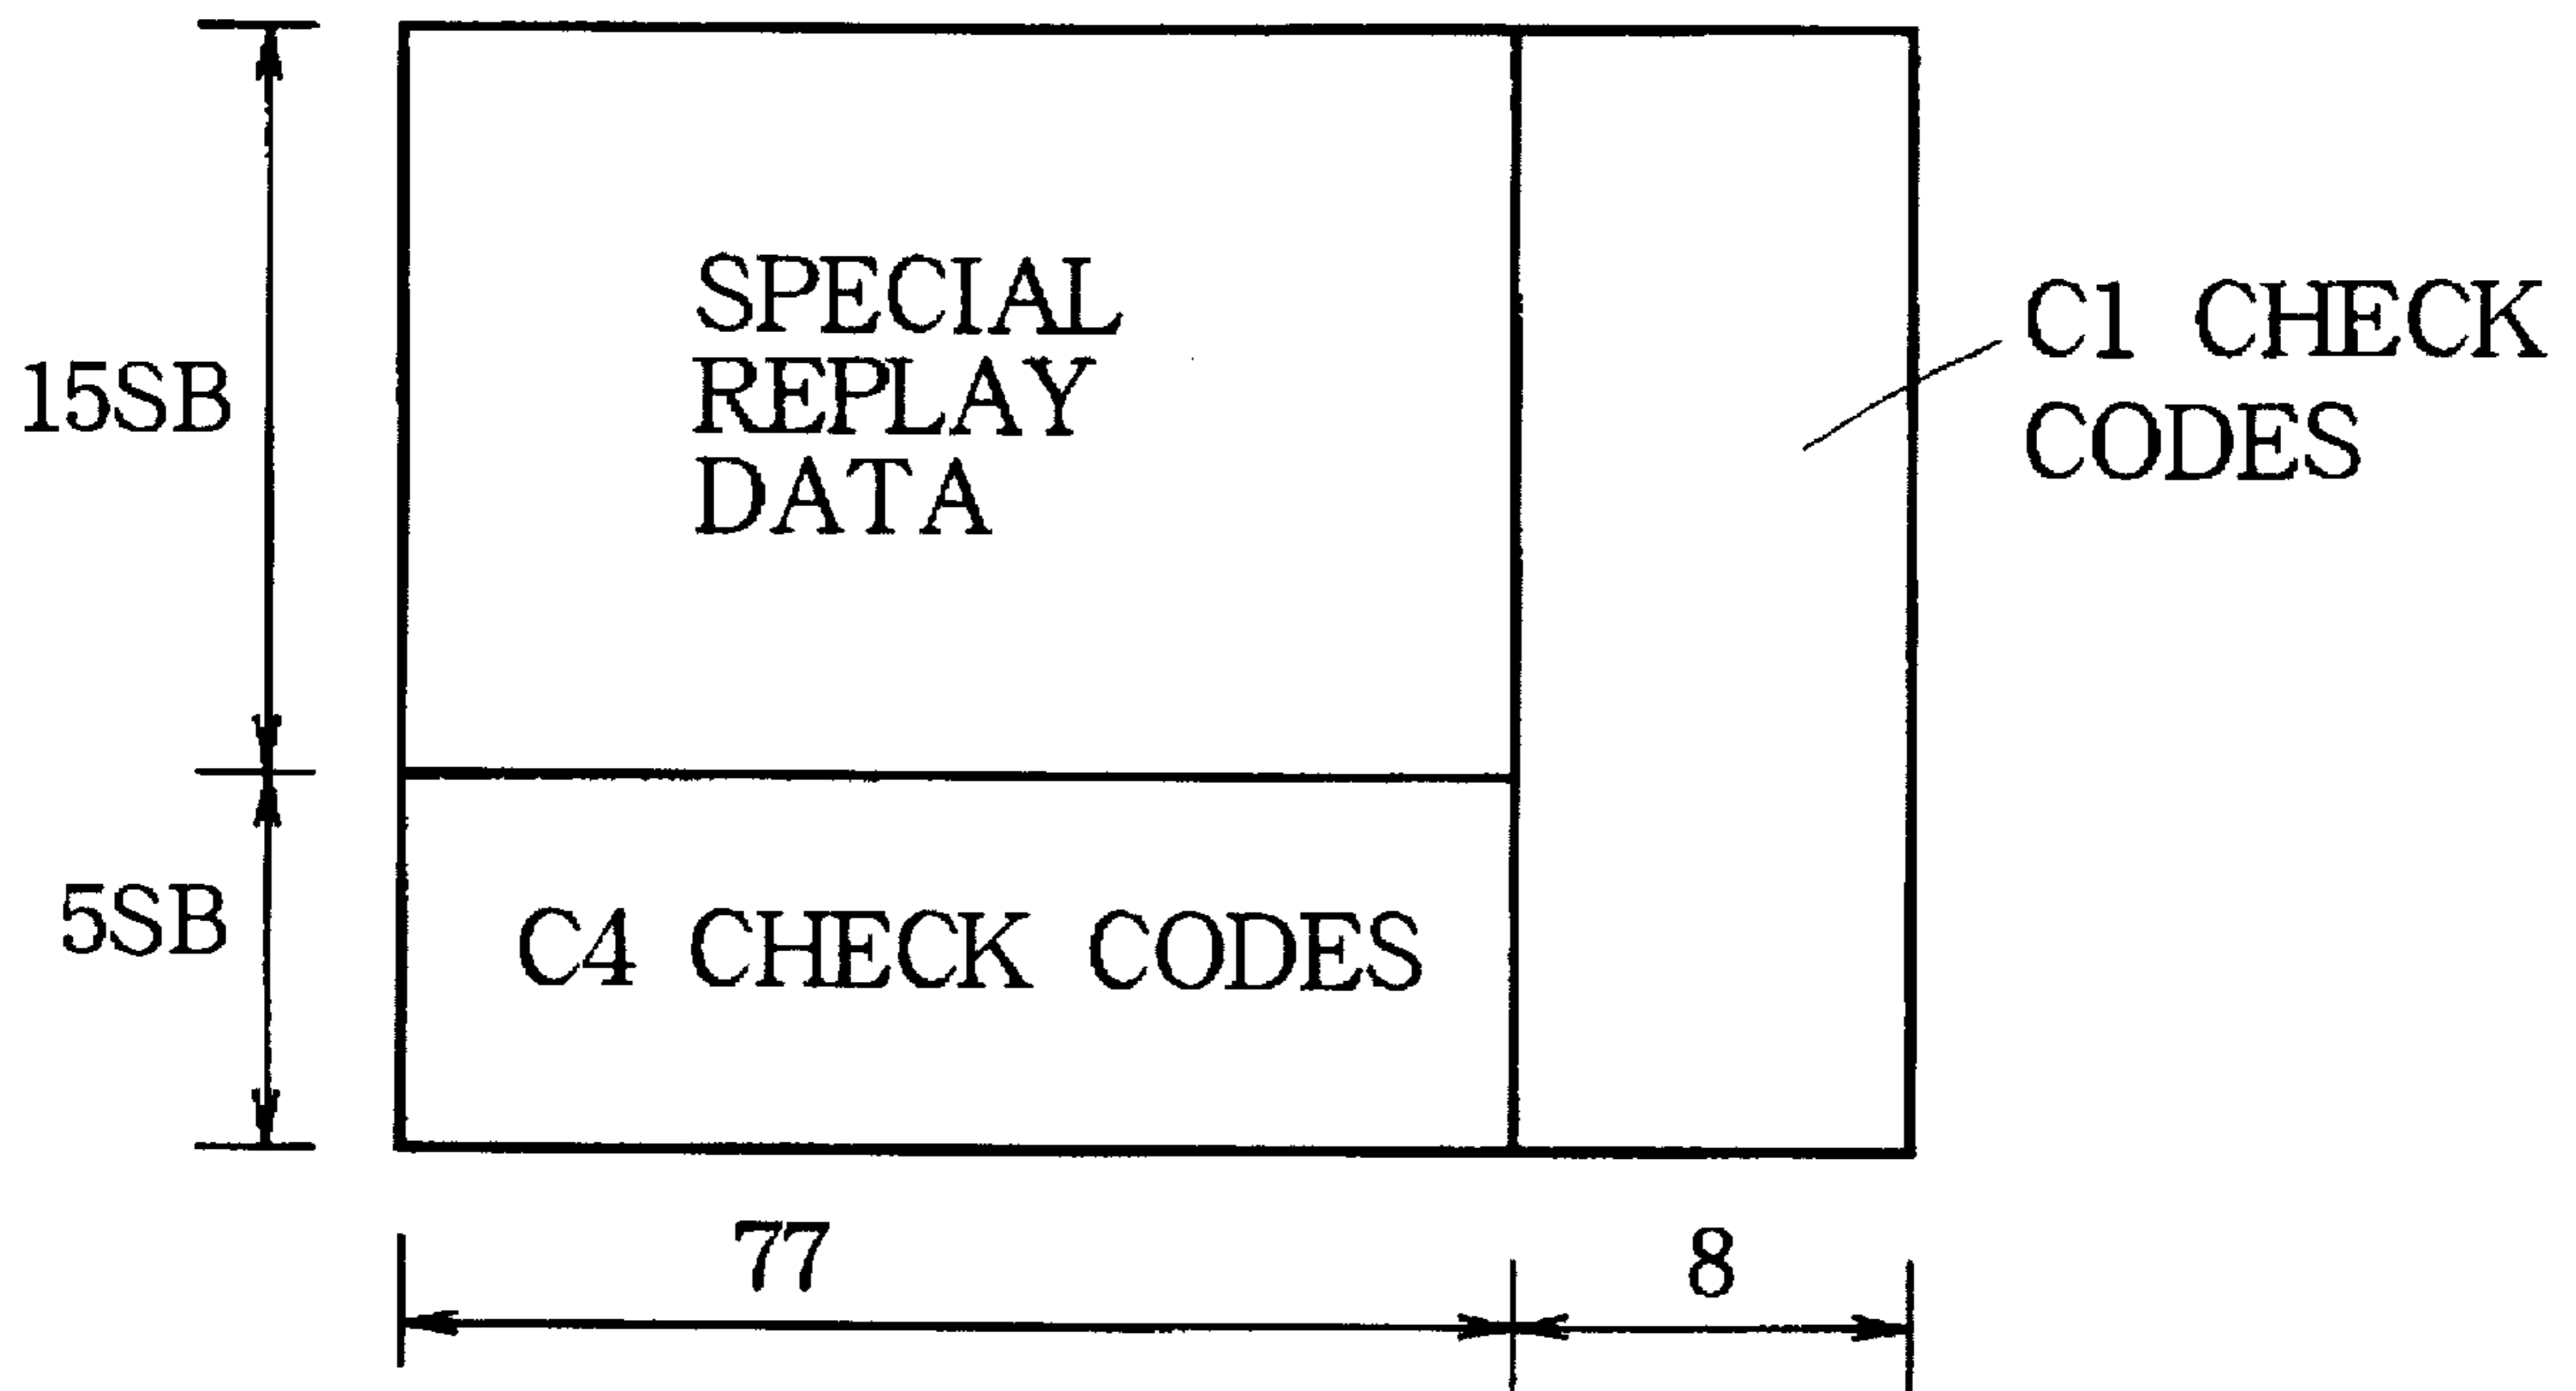 SPECIAL
REPLAY
DATA
15SB
C1 CHECK
CODES
5SB
C4 CHECK CODES
77
8